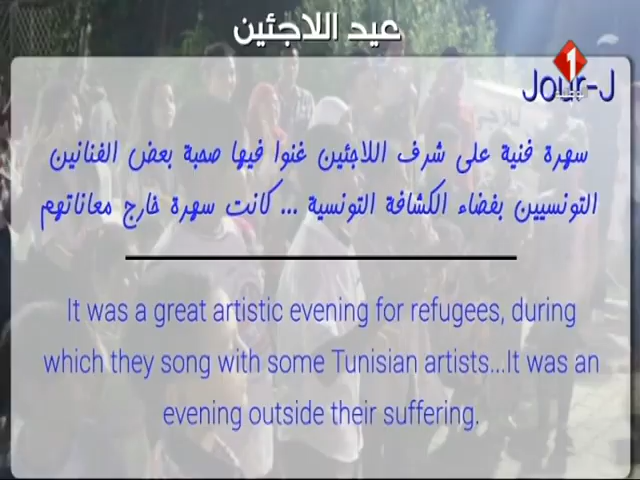 عيد اللاجئين
1
Jour-J
سهرة فنية على شرف اللاجئين غنوا فيها صحبة بعض الفنانين
التونسيين بفضاء الكشافة التونسية ... كانت سهرة خارج معاناتهم
It was a great artistic evening for refugees, during
which they song with some Tunisian artists...It was an
evening outside their suffering.